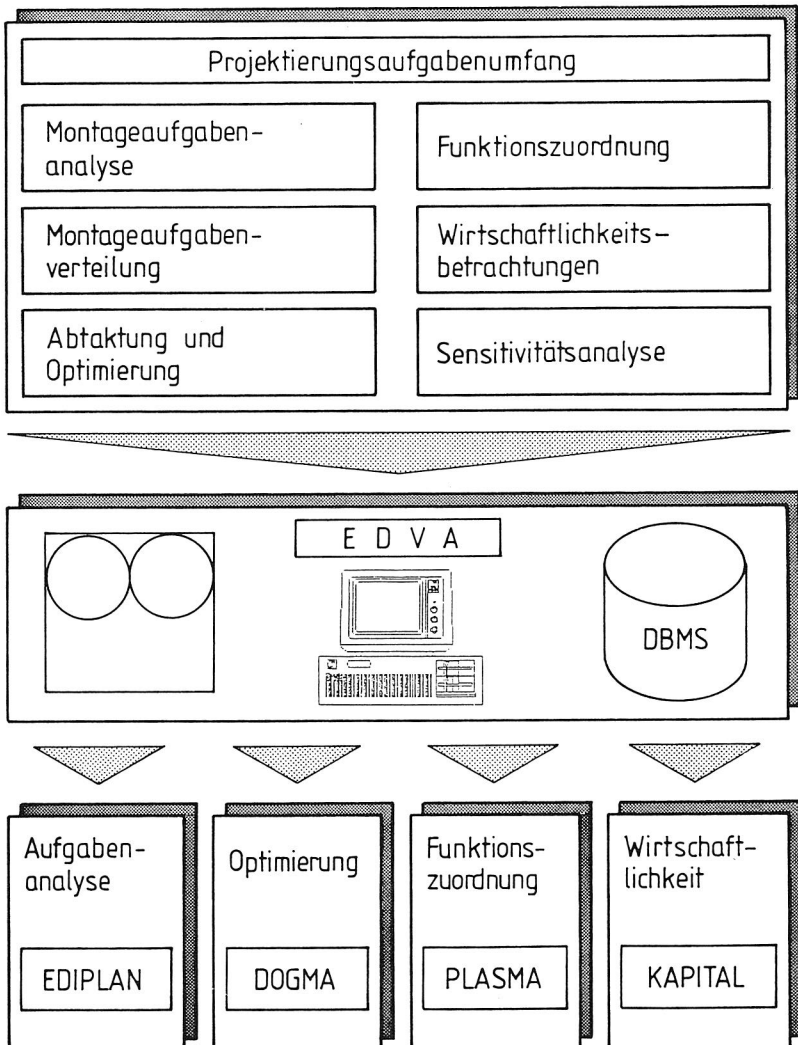 Projektierungsaufgabenumfang
Montageaufgaben-
analyse
Funktionszuordnung
Montageaufgaben-
verteilung
Wirtschaftlichkeits-
betrachtungen
Abtaktung und
Optimierung
Sensitivitätsanalyse
E D V A
DBMS
Aufgaben-
analyse
EDIPLAN
Optimierung
DOGMA
Funktions-
zuordnung
PLASMA
Wirtschaft-
lichkeit
KAPITAL